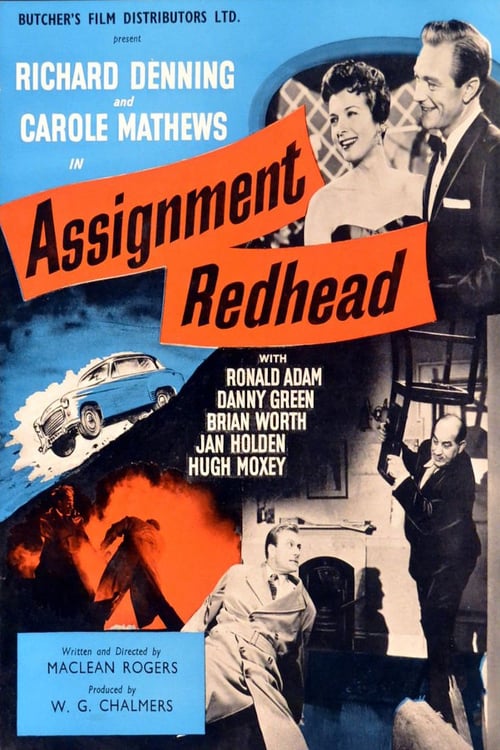 BUTCHER'S FILM DISTRIBUTORS LTD.
present
RICHARD DENNING
and
CAROLE MATHEWS
IN
Assignment
Redhead
WITH
RONALD ADAM
DANNY GREEN
BRIAN WORTH
JAN HOLDEN
HUGH MOXEY
Written and Directed by
MACLEAN ROGERS
Produced by
W. G. CHALMERS